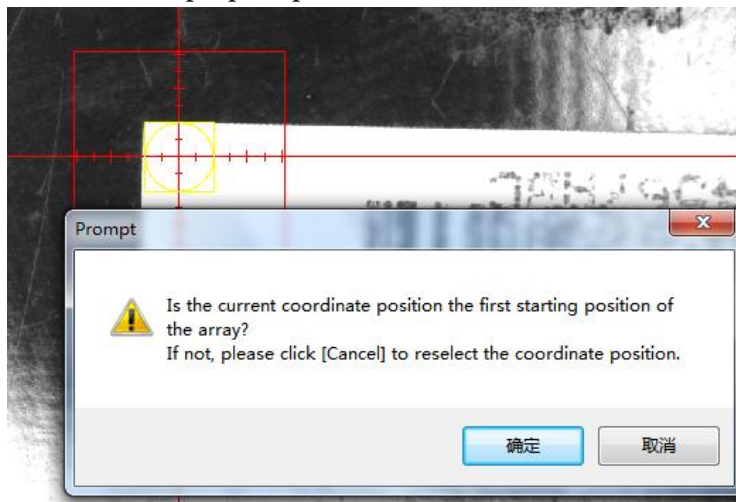 Prompt
Is the current coordinate position the first starting position of
the array?
If not, please click [Cancel] to reselect the coordinate position.
确定
取消